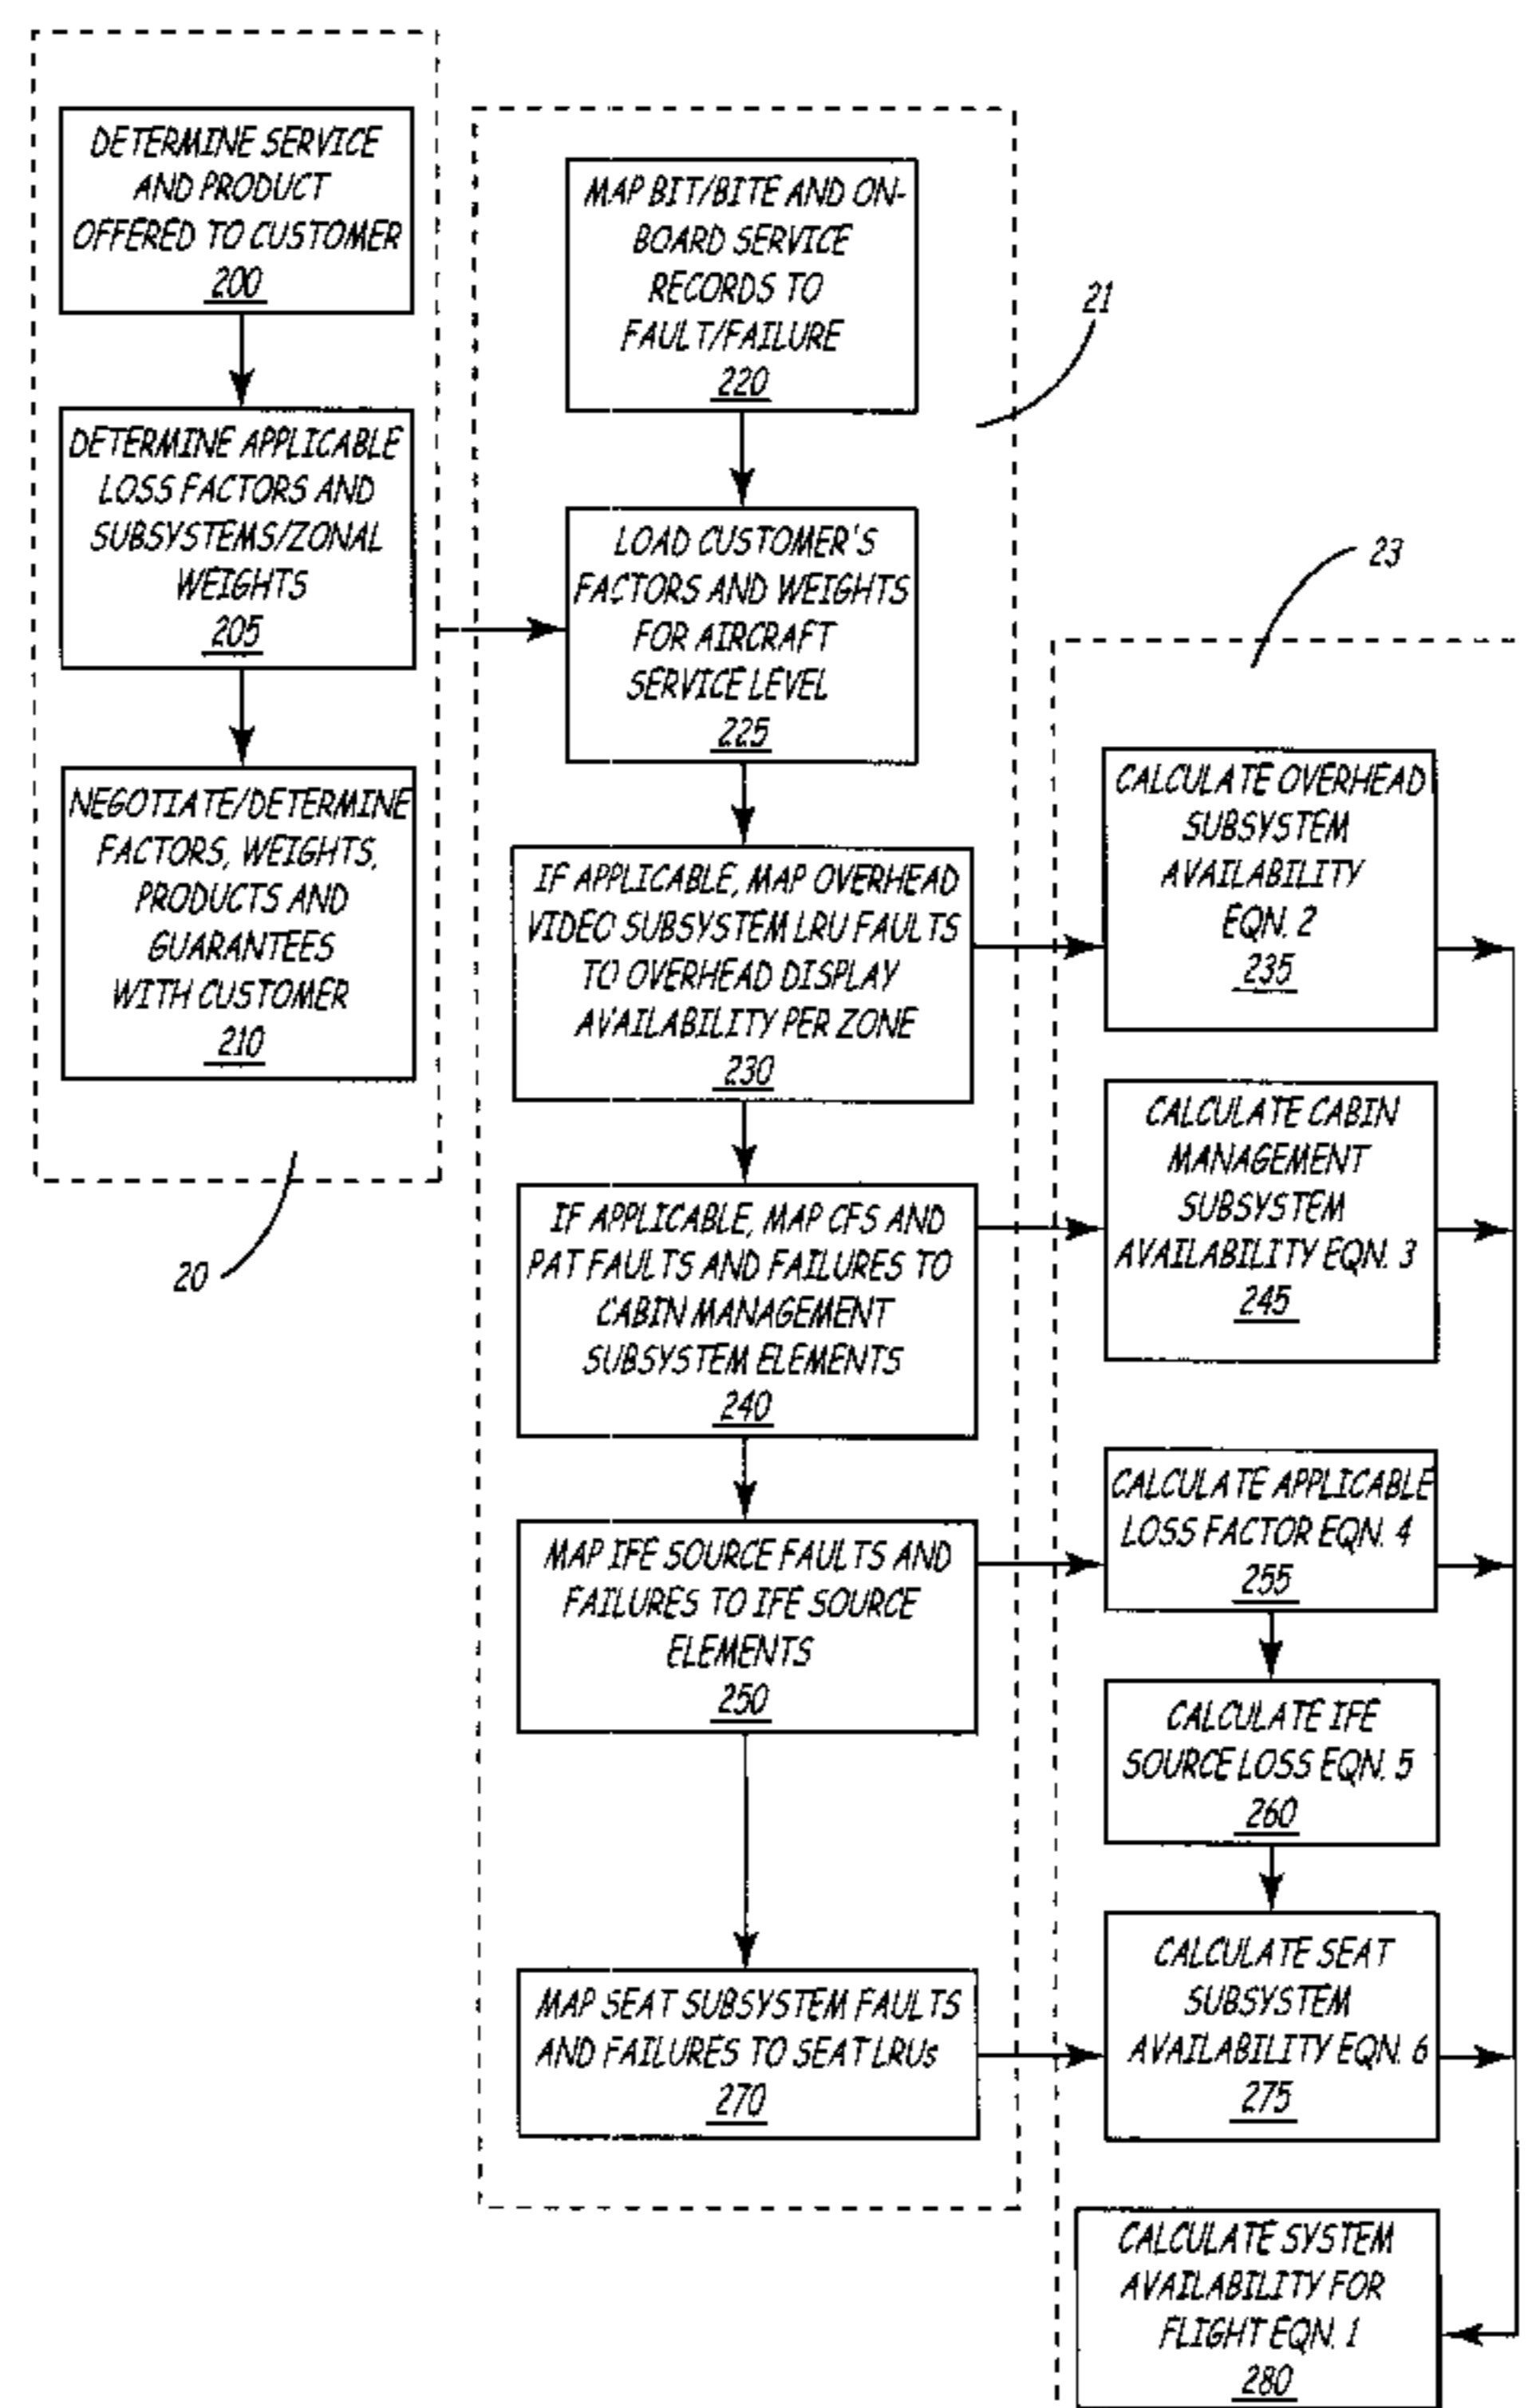 DETERMINE SERVICE
AND PRODUCT
OFFERED TO CUSTOMER
200
DETERMINE APPLICABLE
LOSS FACTORS AND
SUBSYSTEMS/ZONAL
WEIGHTS
205
NEGOTIATE/DETERMINE
FACTORS, WEIGHTS,
PRODUCTS AND
GUARANTEES
WITH CUSTOMER
210
20
MAP BIT/BITE AND ON-
BOARD SERVICE
RECORDS TO
FAULT/FAILURE
220
LOAD CUSTOMER'S
FACTORS AND WEIGHTS
FOR AIRCRAFT
SERVICE LEVEL
225
IF APPLICABLE, MAP OVERHEAD
VIDEO SUBSYSTEM LRU FAULTS
TO OVERHEAD DISPLAY
AVAILABILITY PER ZONE
230
IF APPLICABLE, MAP CFS AND
PAT FAULTS AND FAILURES TO
CABIN MANAGEMENT
SUBSYSTEM ELEMENTS
240
MAP IFE SOURCE FAULTS AND
FAILURES TO IFE SOURCE
ELEMENTS
250
MAP SEAT SUBSYSTEM FAULTS
AND FAILURES TO SEAT LRUs
270
21
23
CALCULATE OVERHEAD
SUBSYSTEM
AVAILABILITY
EQN. 2
235
CALCULATE CABIN
MANAGEMENT
SUBSYSTEM
AVAILABILITY EQN. 3
245
CALCULATE APPLICABLE
LOSS FACTOR EQN. 4
255
CALCULATE IFE
SOURCE LOSS EQN. 5
260
CALCULATE SEAT
SUBSYSTEM
AVAILABILITY EQN. 6
275
CALCULATE SYSTEM
AVAILABILITY FOR
FLIGHT EQN. 1
280